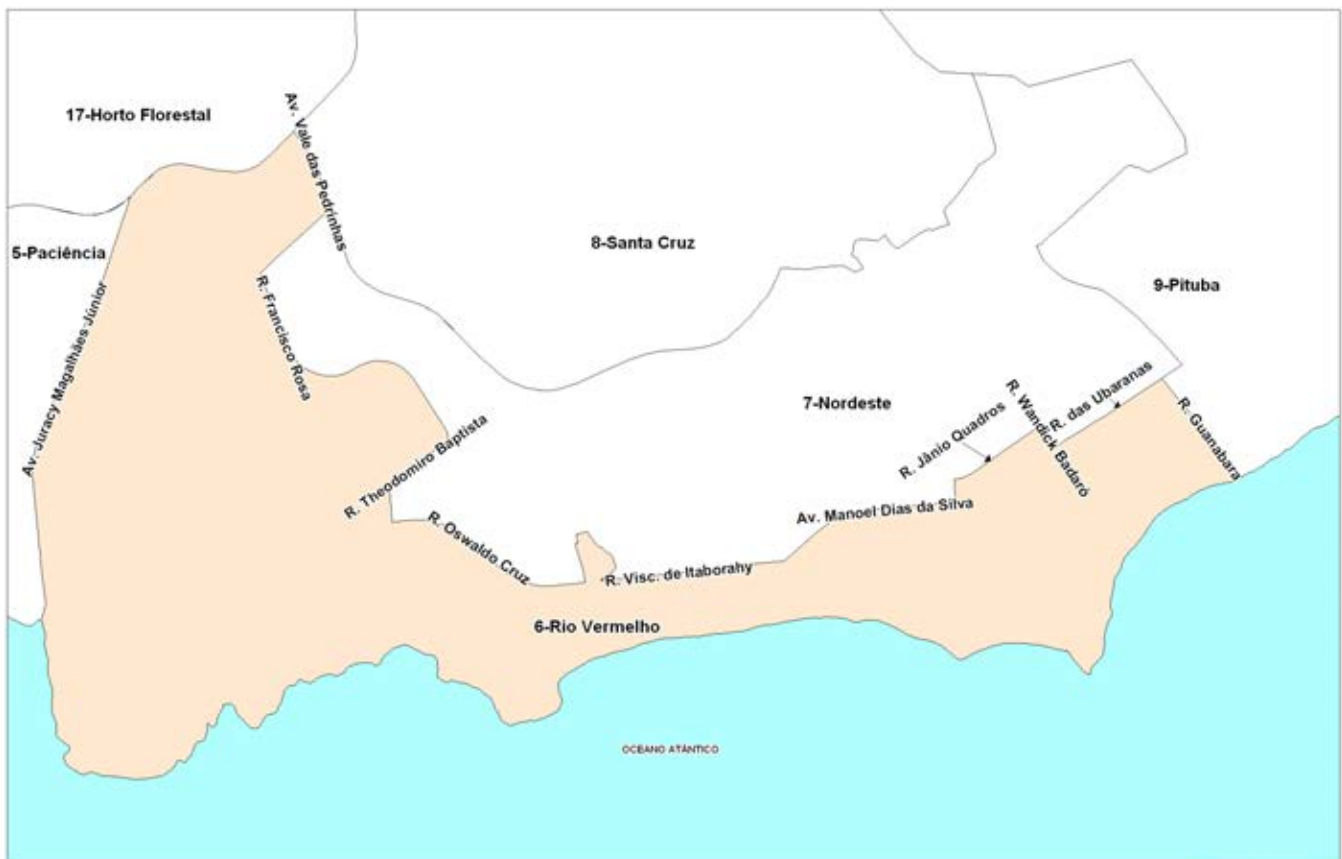 17-Horto Florestal
Av. Vale das Pedrinhas
8-Santa Cruz
5-Paciência
9-Pituba
Av. Juracy Magalhães Júnior
R. Francisco Rosa
7-Nordeste
R. Jânio Quadros
R. Wandick Badaró
R. das Ubaranas
R. Guanabara
R. Theodomiro Baptista
R. Oswaldo Cruz
Av. Manoel Dias da Silva
R. Visc. de Itaborahy
6-Rio Vermelho
OCEANO ATÁNTICO